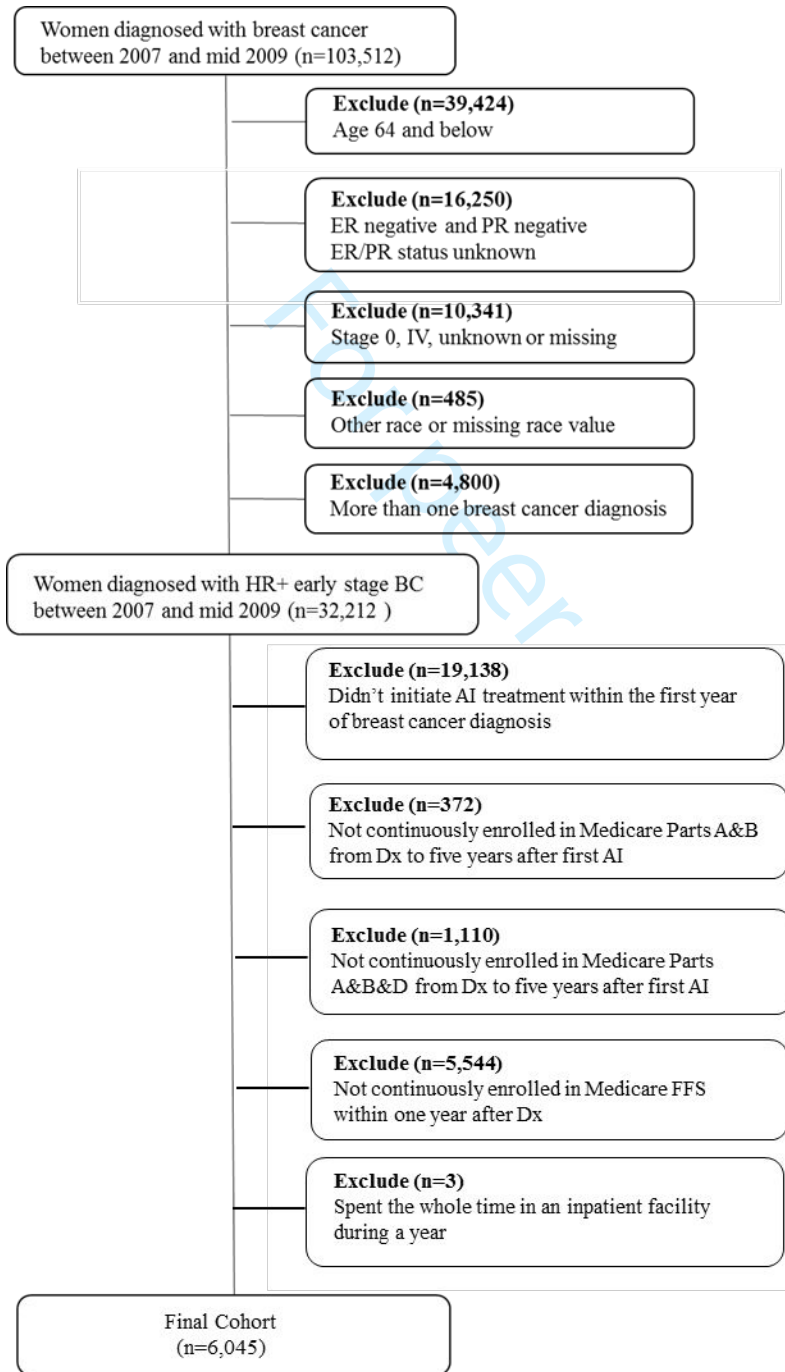 Women diagnosed with breast cancer
between 2007 and mid 2009 (n=103,512)
Exclude (n=39,424)
Age 64 and below
Exclude (n=16,250)
ER negative and PR negative
ER/PR status unknown
Exclude (n=10,341)
Stage 0, IV, unknown or missing
Exclude (n=485)
Other race or missing race value
Exclude (n=4,800)
More than one breast cancer diagnosis
For peer
Women diagnosed with HR+ early stage BC
between 2007 and mid 2009 (n=32,212 )
Exclude (n=19,138)
Didn’t initiate AI treatment within the first year
of breast cancer diagnosis
Exclude (n=372)
Not continuously enrolled in Medicare Parts A&B
from Dx to five years after first AI
Exclude (n=1,110)
Not continuously enrolled in Medicare Parts
A&B&D from Dx to five years after first AI
Exclude (n=5,544)
Not continuously enrolled in Medicare FFS
within one year after Dx
Exclude (n=3)
Spent the whole time in an inpatient facility
during a year
Final Cohort
(n=6,045)